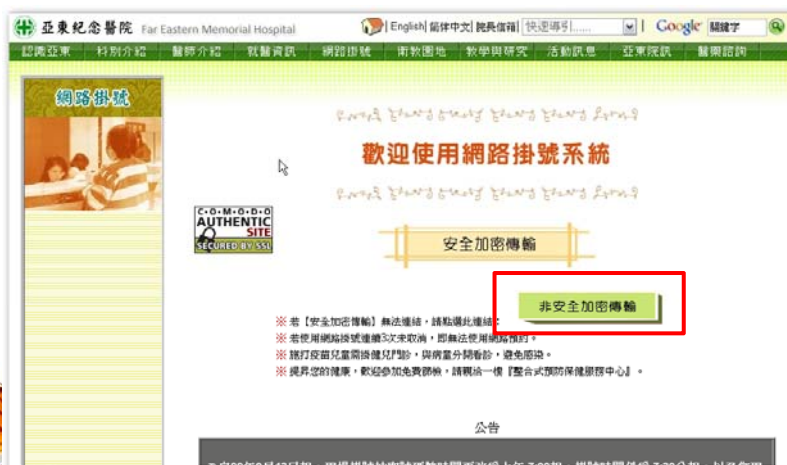 亞東紀念醫院 Far Eastern Memorial Hospital
English| 简体中文| 院長信箱| 快速導引...... | Google 關鍵字
認識亞東 科別介紹 醫師介紹 就醫資訊 網路掛號 衛教園地 教學與研究 活動訊息 亞東院訊 醫藥諮詢
網路掛號
歡迎使用網路掛號系統
C·O·M·O·D·O
AUTHENTIC
SITE
SECURED BY SSL
安全加密傳輸
非安全加密傳輸
※ 若【安全加密傳輸】無法連結,請點選此連結:
※ 若使用網路掛號連續3次未取消,即無法使用網路預約。
※ 施打疫苗兒童需掛健兒門診,與病童分開看診,避免感染。
※ 提昇您的健康,歡迎參加免費篩檢,請親洽一樓『整合式預防保健服務中心』。
公告